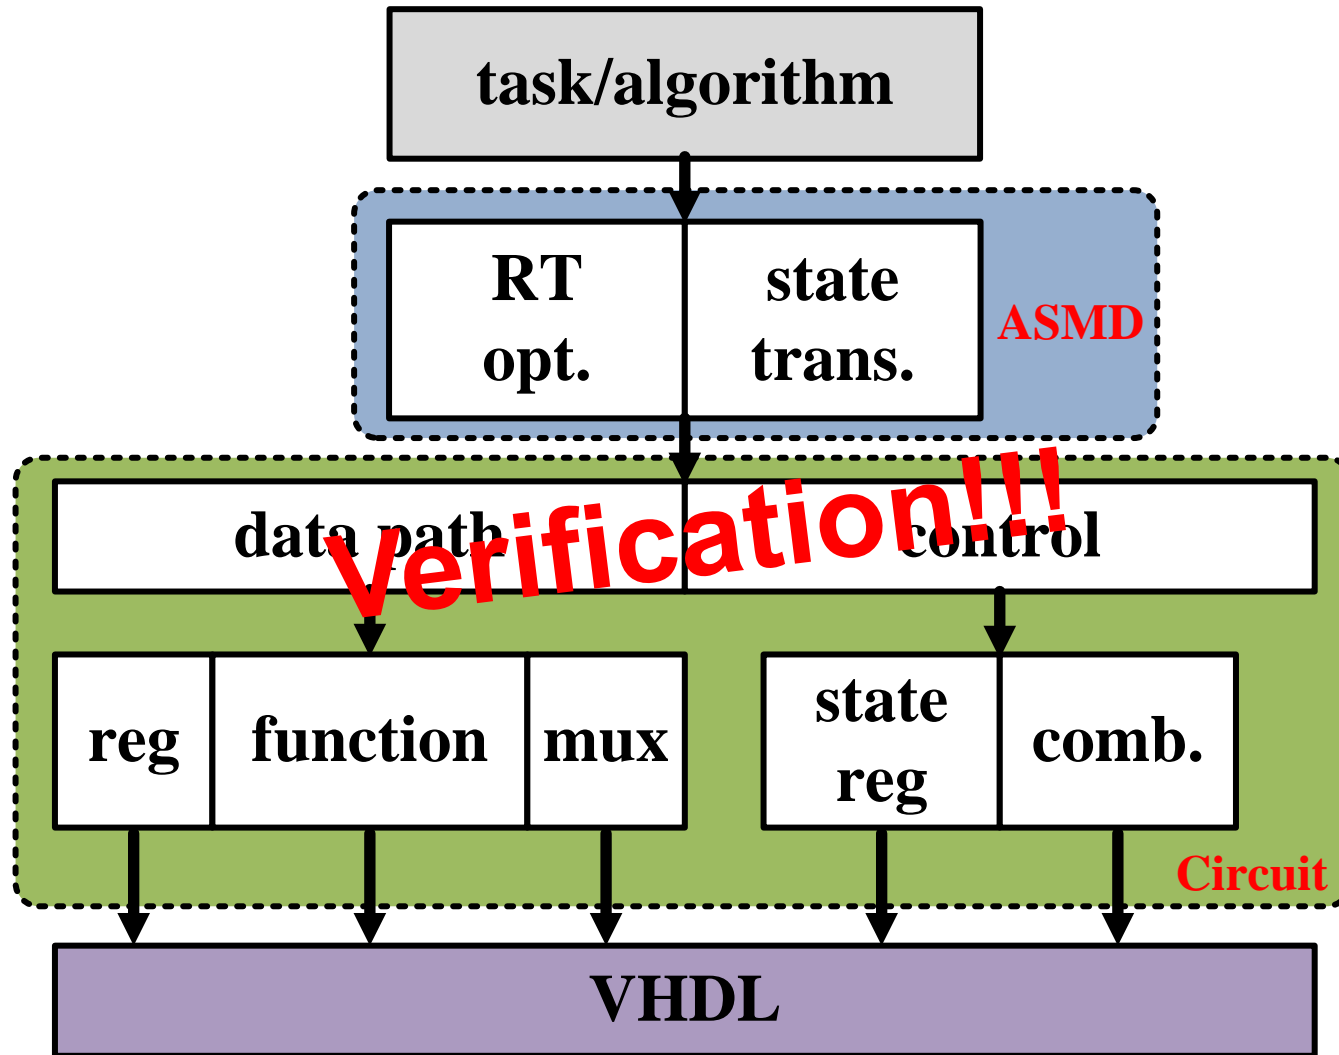 task/algorithm
RT
opt.
state
trans.
ASMD
data path
control
Verification!!!
reg
function
mux
state
reg
comb.
Circuit
VHDL